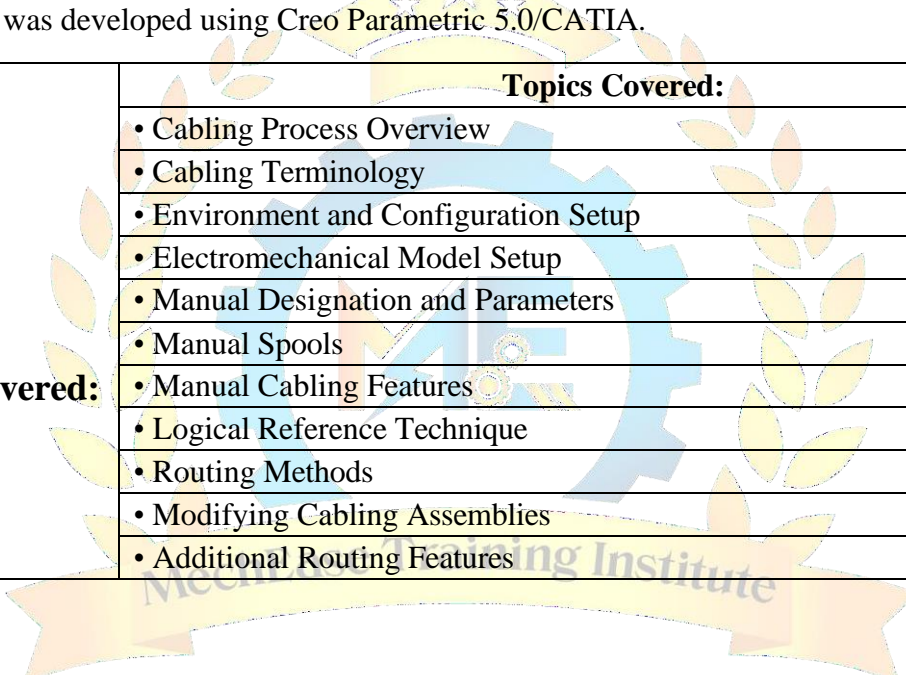 was developed using Creo Parametric 5.0/CATIA.
Topics Covered:
• Cabling Process Overview
• Cabling Terminology
• Environment and Configuration Setup
• Electromechanical Model Setup
• Manual Designation and Parameters
• Manual Spools
vered:
• Manual Cabling Features
• Logical Reference Technique
• Routing Methods
• Modifying Cabling Assemblies
• Additional Routing Features
ME
MechEase Training Institute